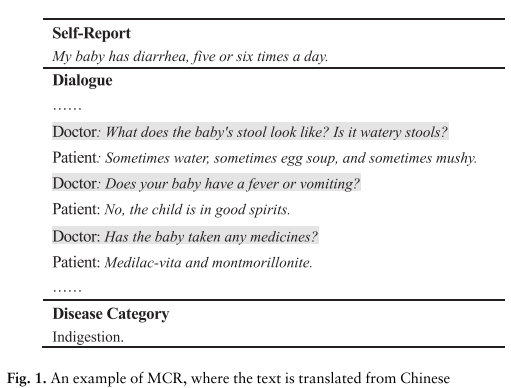 Self-Report
My baby has diarrhea, five or six times a day.
Dialogue
……
Doctor: What does the baby's stool look like? Is it watery stools?
Patient: Sometimes water, sometimes egg soup, and sometimes mushy.
Doctor: Does your baby have a fever or vomiting?
Patient: No, the child is in good spirits.
Doctor: Has the baby taken any medicines?
Patient: Medilac-vita and montmorillonite.
……
Disease Category
Indigestion.
Fig. 1. An example of MCR, where the text is translated from Chinese